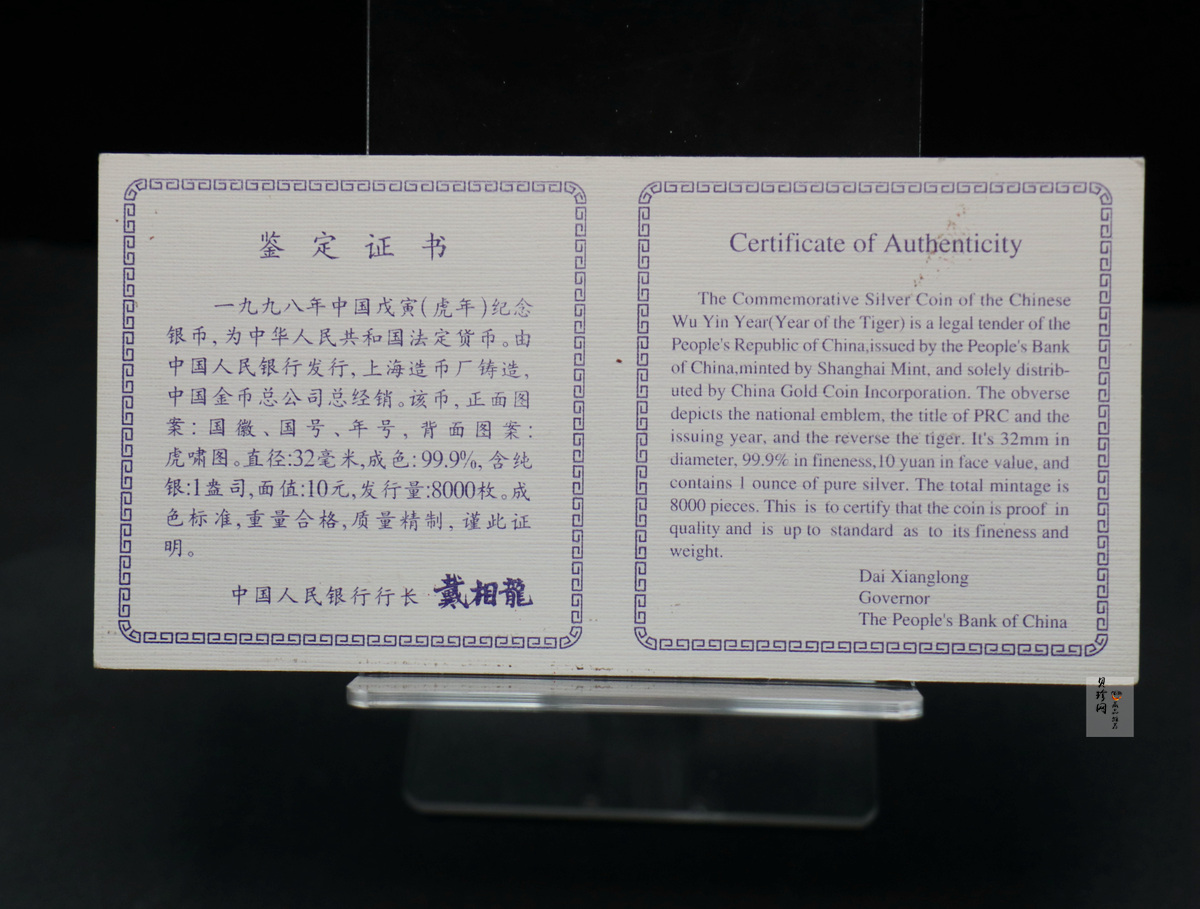 鉴定证书
一九九八年中国戊寅(虎年)纪念
银币,为中华人民共和国法定货币。由
中国人民银行发行,上海造币厂铸造,
中国金币总公司总经销。该币,正面图
案:国徽、国号、年号,背面图案:
虎啸图。直径:32毫米,成色:99.9%,含纯
银:1盎司,面值:10元,发行量:8000枚。成
色标准,重量合格,质量精制,谨此证
明。
中国人民银行行长 戴相龍
Certificate of Authenticity
The Commemorative Silver Coin of the Chinese
Wu Yin Year(Year of the Tiger) is a legal tender of the
People's Republic of China,issued by the People's Bank
of China,minted by Shanghai Mint, and solely distrib-
uted by China Gold Coin Incorporation. The obverse
depicts the national emblem, the title of PRC and the
issuing year, and the reverse the tiger. It's 32mm in
diameter, 99.9% in fineness,10 yuan in face value, and
contains 1 ounce of pure silver. The total mintage is
8000 pieces. This is to certify that the coin is proof in
quality and is up to standard as to its fineness and
weight.
Dai Xianglong
Governor
The People's Bank of China
贝珍网